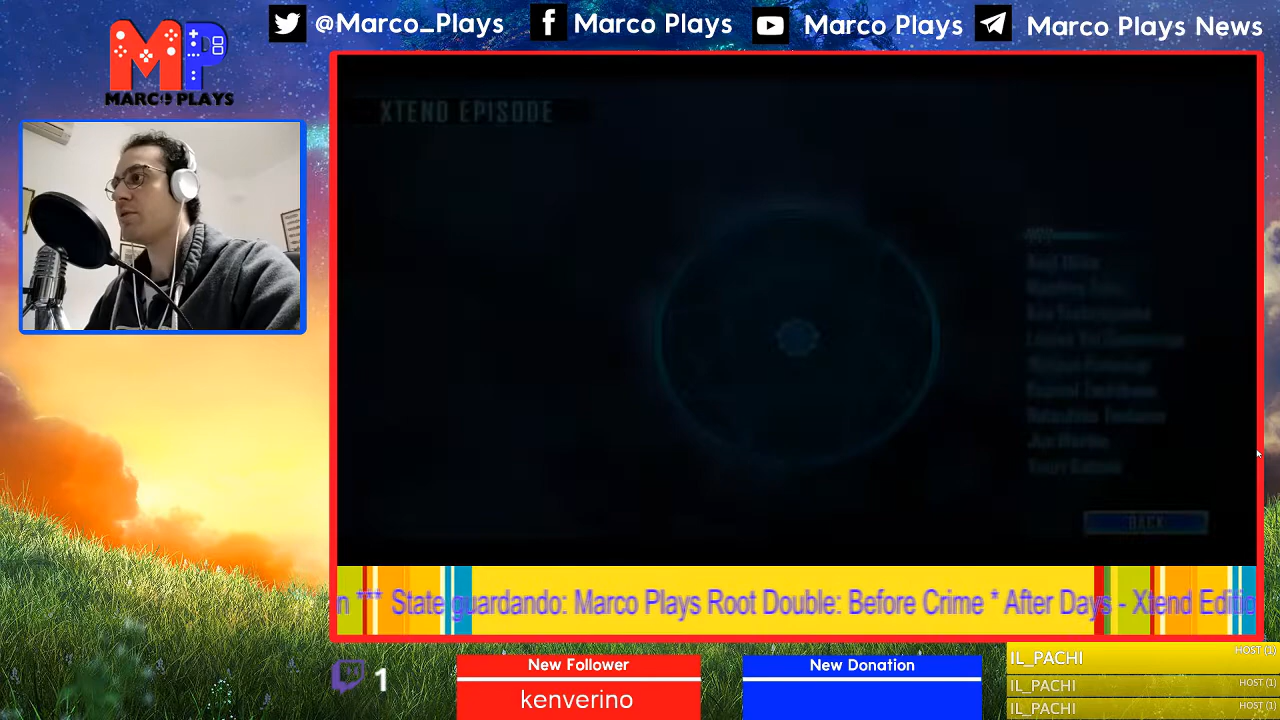 @Marco_Plays
Marco Plays
Marco Plays
Marco Plays News
MP
MARCO PLAYS
XTEND EPISODE
BACK
n *** State guardando: Marco Plays Root Double: Before Crime * After Days - Xtend Editio
1
New Follower
kenverino
New Donation
IL_PACHI
HOST (1)
IL_PACHI
HOST (1)
IL_PACHI
HOST (1)